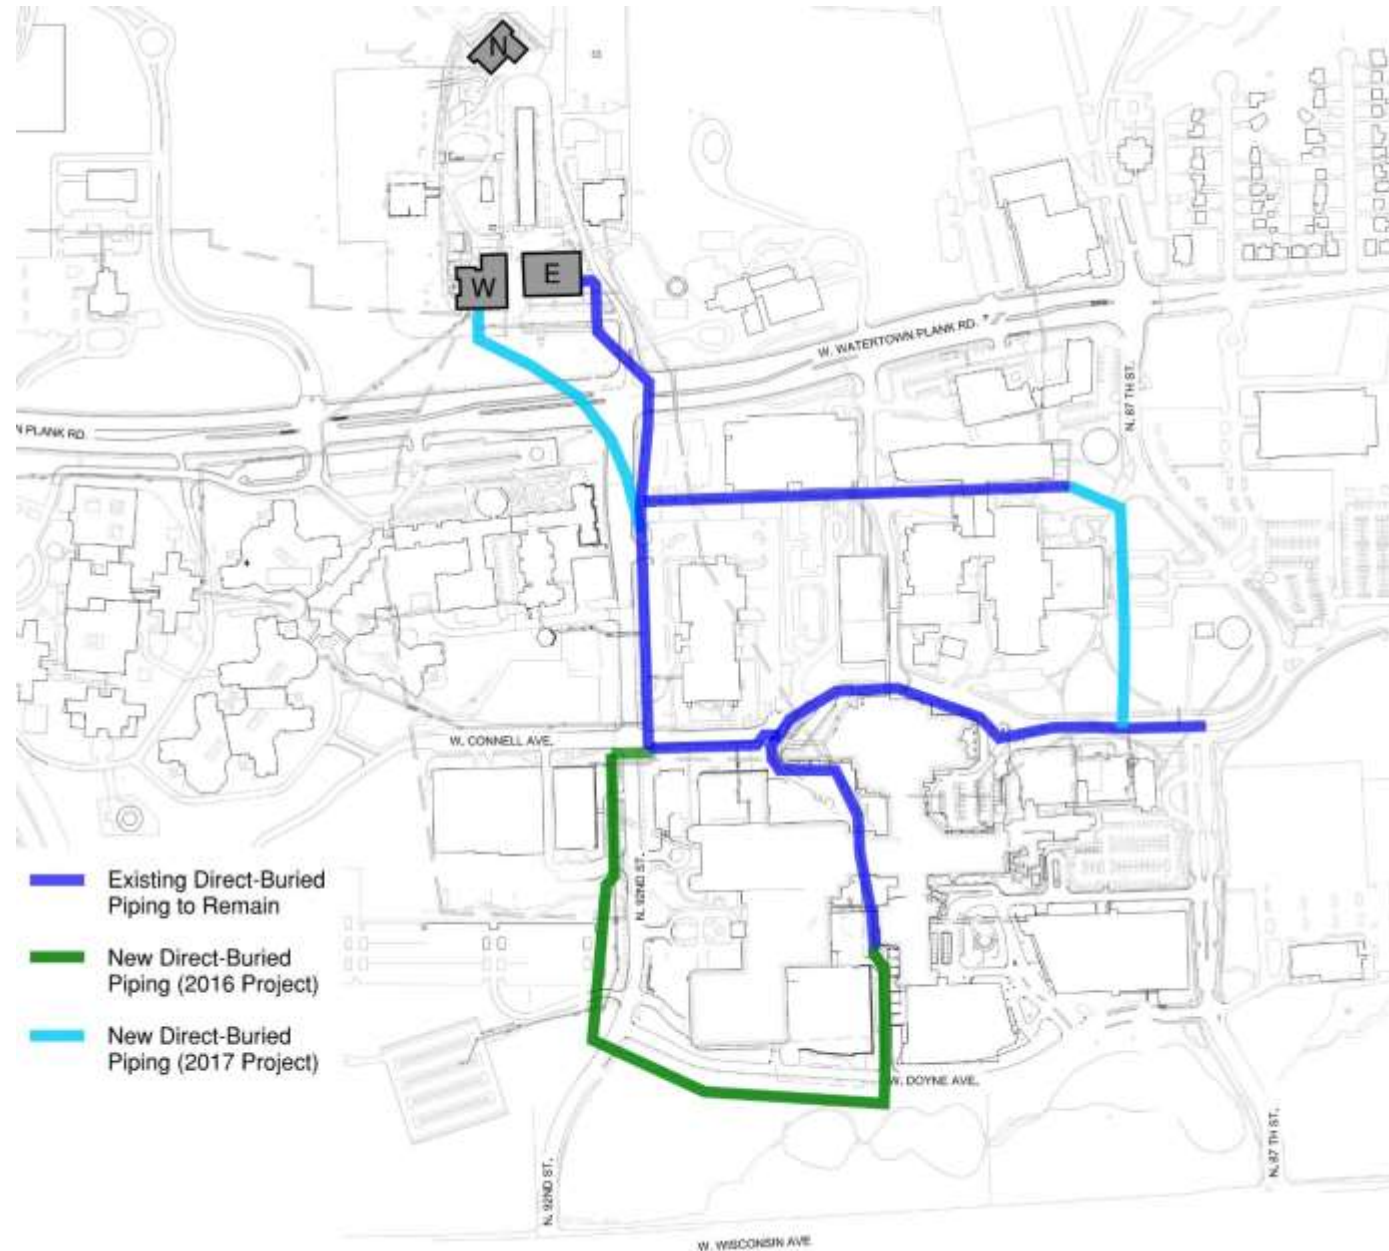 N
W
E
W. WATERTOWN PLANK RD.
N. 87 TH ST.
N PLANK RD.
W. CONNELL AVE.
N. 92ND ST.
Existing Direct-Buried
Piping to Remain
New Direct-Buried
Piping (2016 Project)
New Direct-Buried
Piping (2017 Project)
W. DOYNE AVE.
N. 92ND ST.
N. 87 TH ST.
W. WISCONSIN AVE